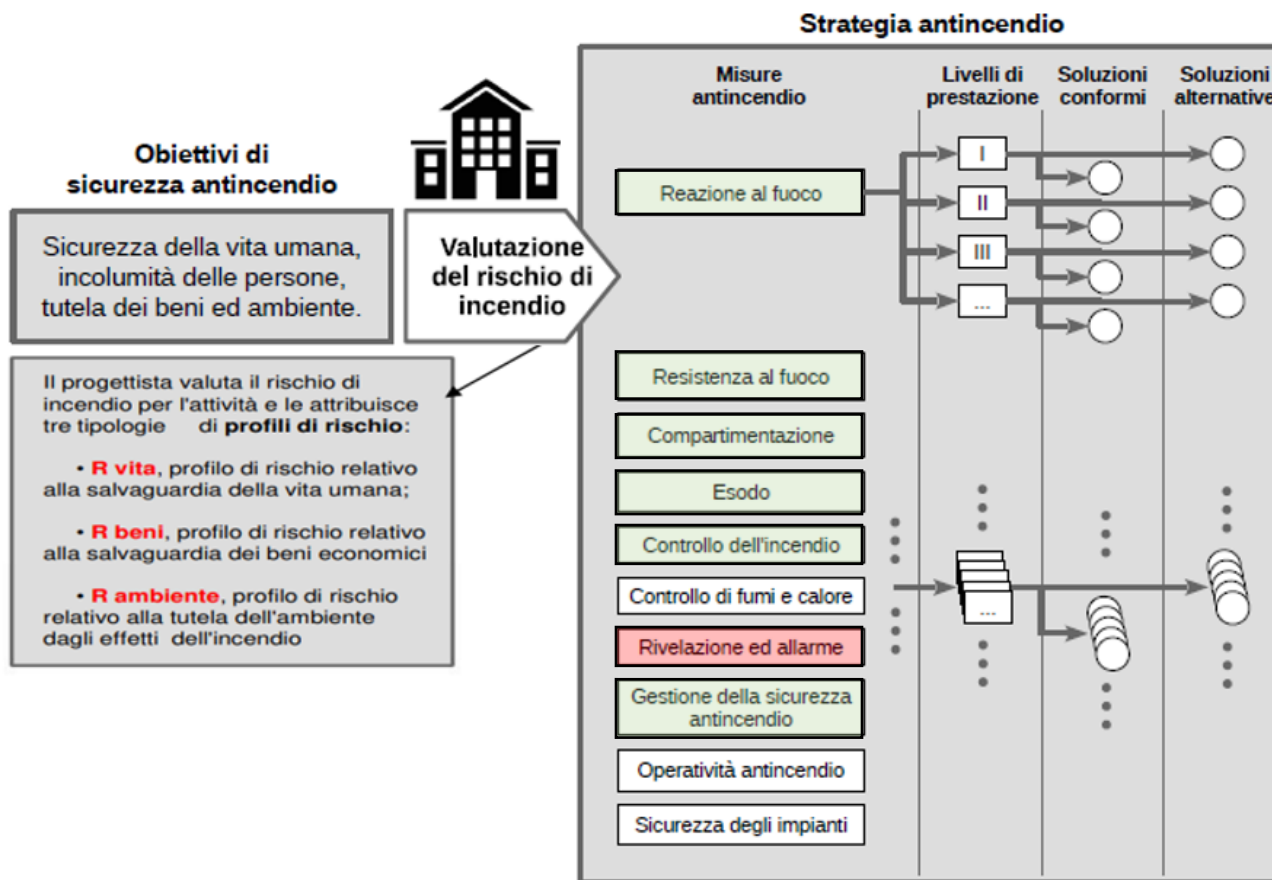 Strategia antincendio
Obiettivi di
sicurezza antincendio
Sicurezza della vita umana,
incolumità delle persone,
tutela dei beni ed ambiente.
Valutazione
del rischio di
incendio
Il progettista valuta il rischio di
incendio per l'attività e le attribuisce
tre tipologie di profili di rischio:
• R vita, profilo di rischio relativo
alla salvaguardia della vita umana;
• R beni, profilo di rischio relativo
alla salvaguardia dei beni economici
• R ambiente, profilo di rischio
relativo alla tutela dell'ambiente
dagli effetti dell'incendio
Misure
antincendio
Livelli di
prestazione
Soluzioni
conformi
Soluzioni
alternative
Reazione al fuoco
I
II
III
...
Resistenza al fuoco
Compartimentazione
Esodo
Controllo dell'incendio
Controllo di fumi e calore
...
Rivelazione ed allarme
Gestione della sicurezza
antincendio
Operatività antincendio
Sicurezza degli impianti